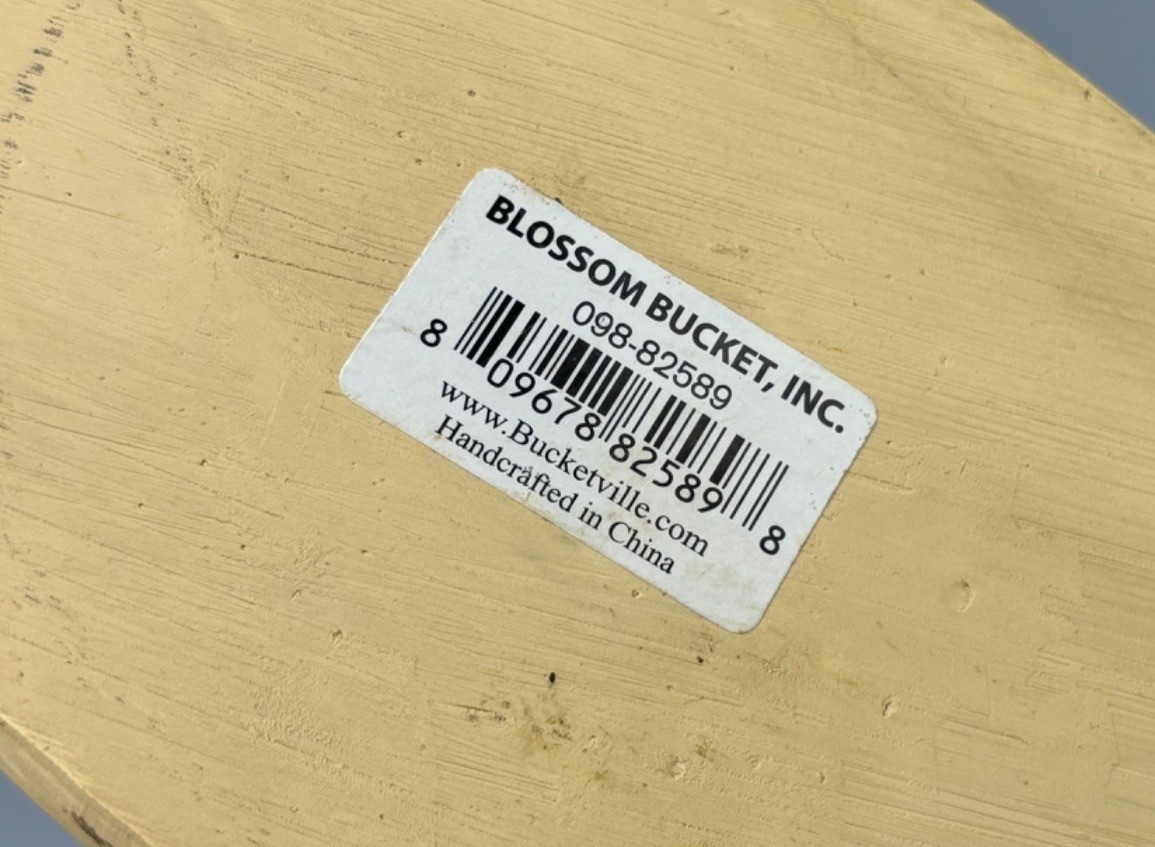 BLOSSOM BUCKET, INC.
098-82589
8 09678 82589 8
www.Bucketville.com
Handcrafted in China